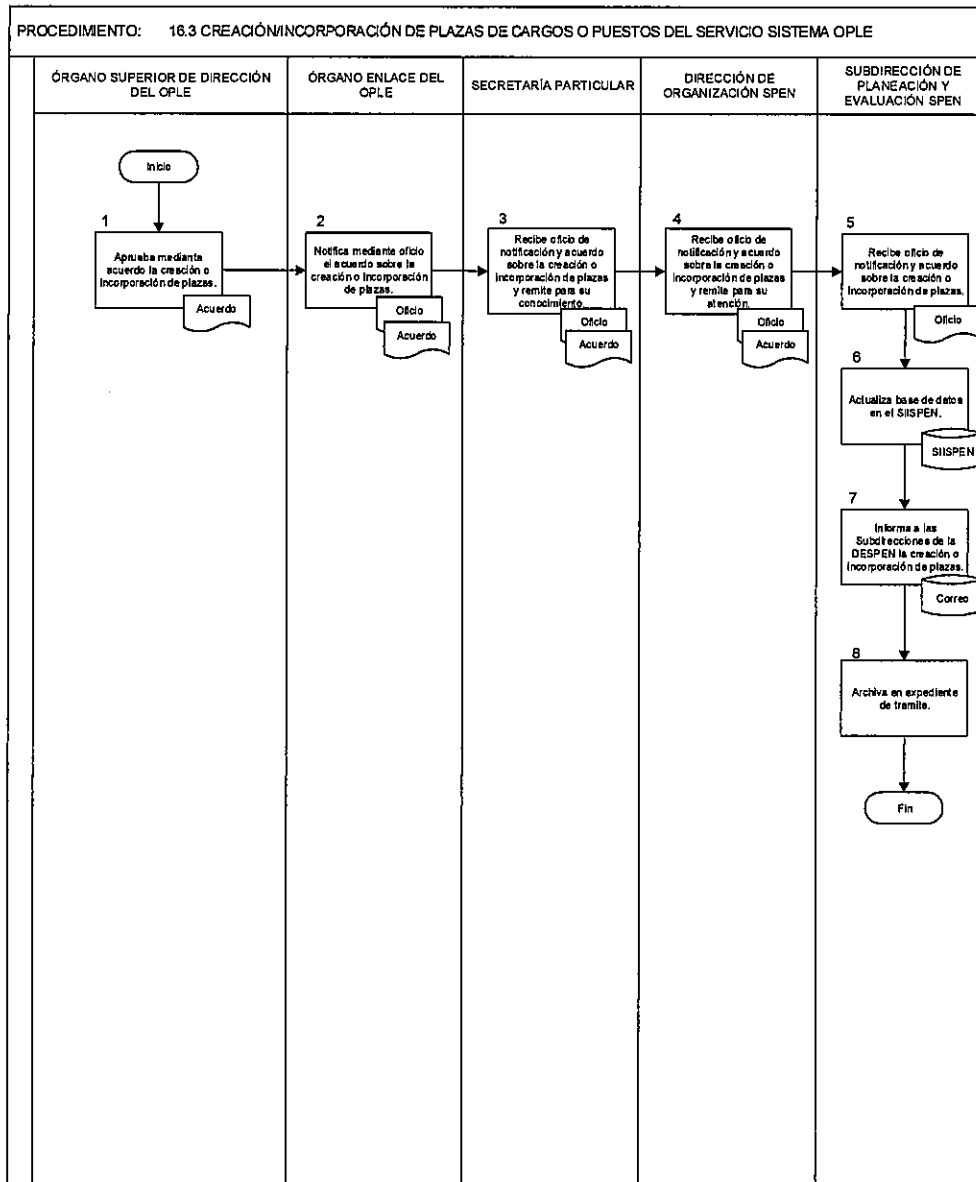 PROCEDIMIENTO: 16.3 CREACIÓN/INCORPORACIÓN DE PLAZAS DE CARGOS O PUESTOS DEL SERVICIO SISTEMA OPLE
ÓRGANO SUPERIOR DE DIRECCIÓN
DEL OPLE
ÓRGANO ENLACE DEL
OPLE
SECRETARÍA PARTICULAR
DIRECCIÓN DE
ORGANIZACIÓN SPEN
SUBDIRECCIÓN DE
PLANEACIÓN Y
EVALUACIÓN SPEN
Inicio
1
Aprueba mediante
acuerdo la creación o
incorporación de plazas.
Acuerdo
2
Notifica mediante oficio
el acuerdo sobre la
creación o incorporación
de plazas.
Oficio
Acuerdo
3
Recibe oficio de
notificación y acuerdo
sobre la creación o
incorporación de plazas
y remite para su
conocimiento.
Oficio
Acuerdo
4
Recibe oficio de
notificación y acuerdo
sobre la creación o
incorporación de plazas
y remite para su
atención.
Oficio
Acuerdo
5
Recibe oficio de
notificación y acuerdo
sobre la creación o
incorporación de plazas.
Oficio
6
Actualiza base de datos
en el SIISPEN.
SIISPEN
7
Informa a las
Subdirecciones de la
DESPEN la creación o
incorporación de plazas.
Correo
8
Archiva en expediente
de tramite.
Fin